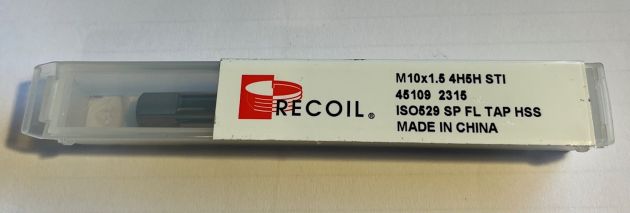 RECOIL®
M10x1.5 4H5H STI
45109 2315
ISO529 SP FL TAP HSS
MADE IN CHINA